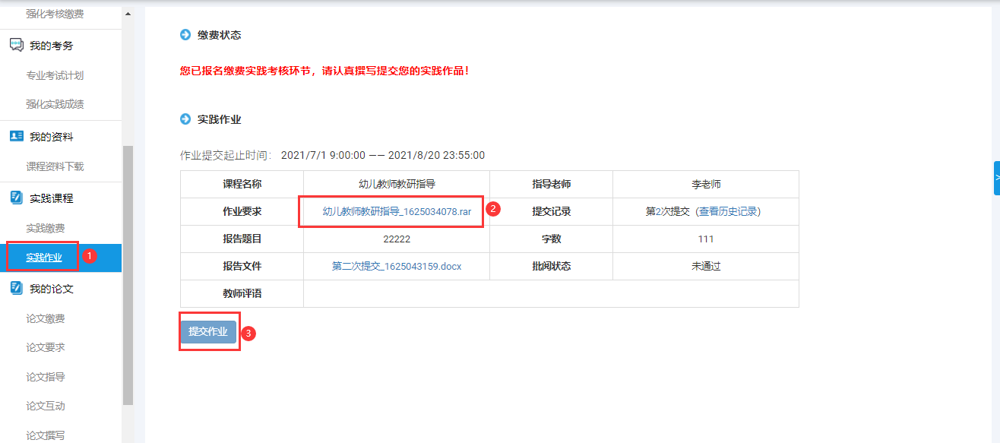 强化考核缴费
我的考务
专业考试计划
强化实践成绩
我的资料
课程资料下载
实践课程
实践缴费
实践作业
1
我的论文
论文缴费
论文要求
论文指导
论文互动
论文撰写
缴费状态
您已报名缴费实践考核环节，请认真撰写提交您的实践作品！
实践作业
作业提交起止时间： 2021/7/1 9:00:00 —— 2021/8/20 23:55:00
课程名称 幼儿教师教研指导 指导老师 李老师
作业要求 幼儿教师教研指导_1625034078.rar 2 提交记录 第2次提交（查看历史记录）
报告题目 22222 字数 111
报告文件 第二次提交_1625043159.docx 批阅状态 未通过
教师评语
提交作业 3
>